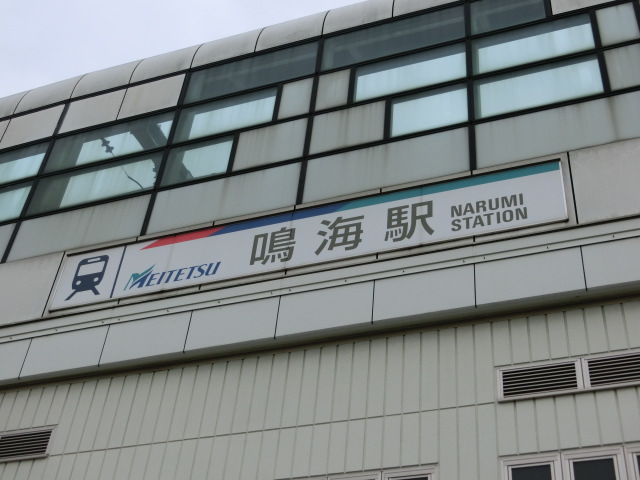 MEITETSU
鳴海駅
NARUMI
STATION